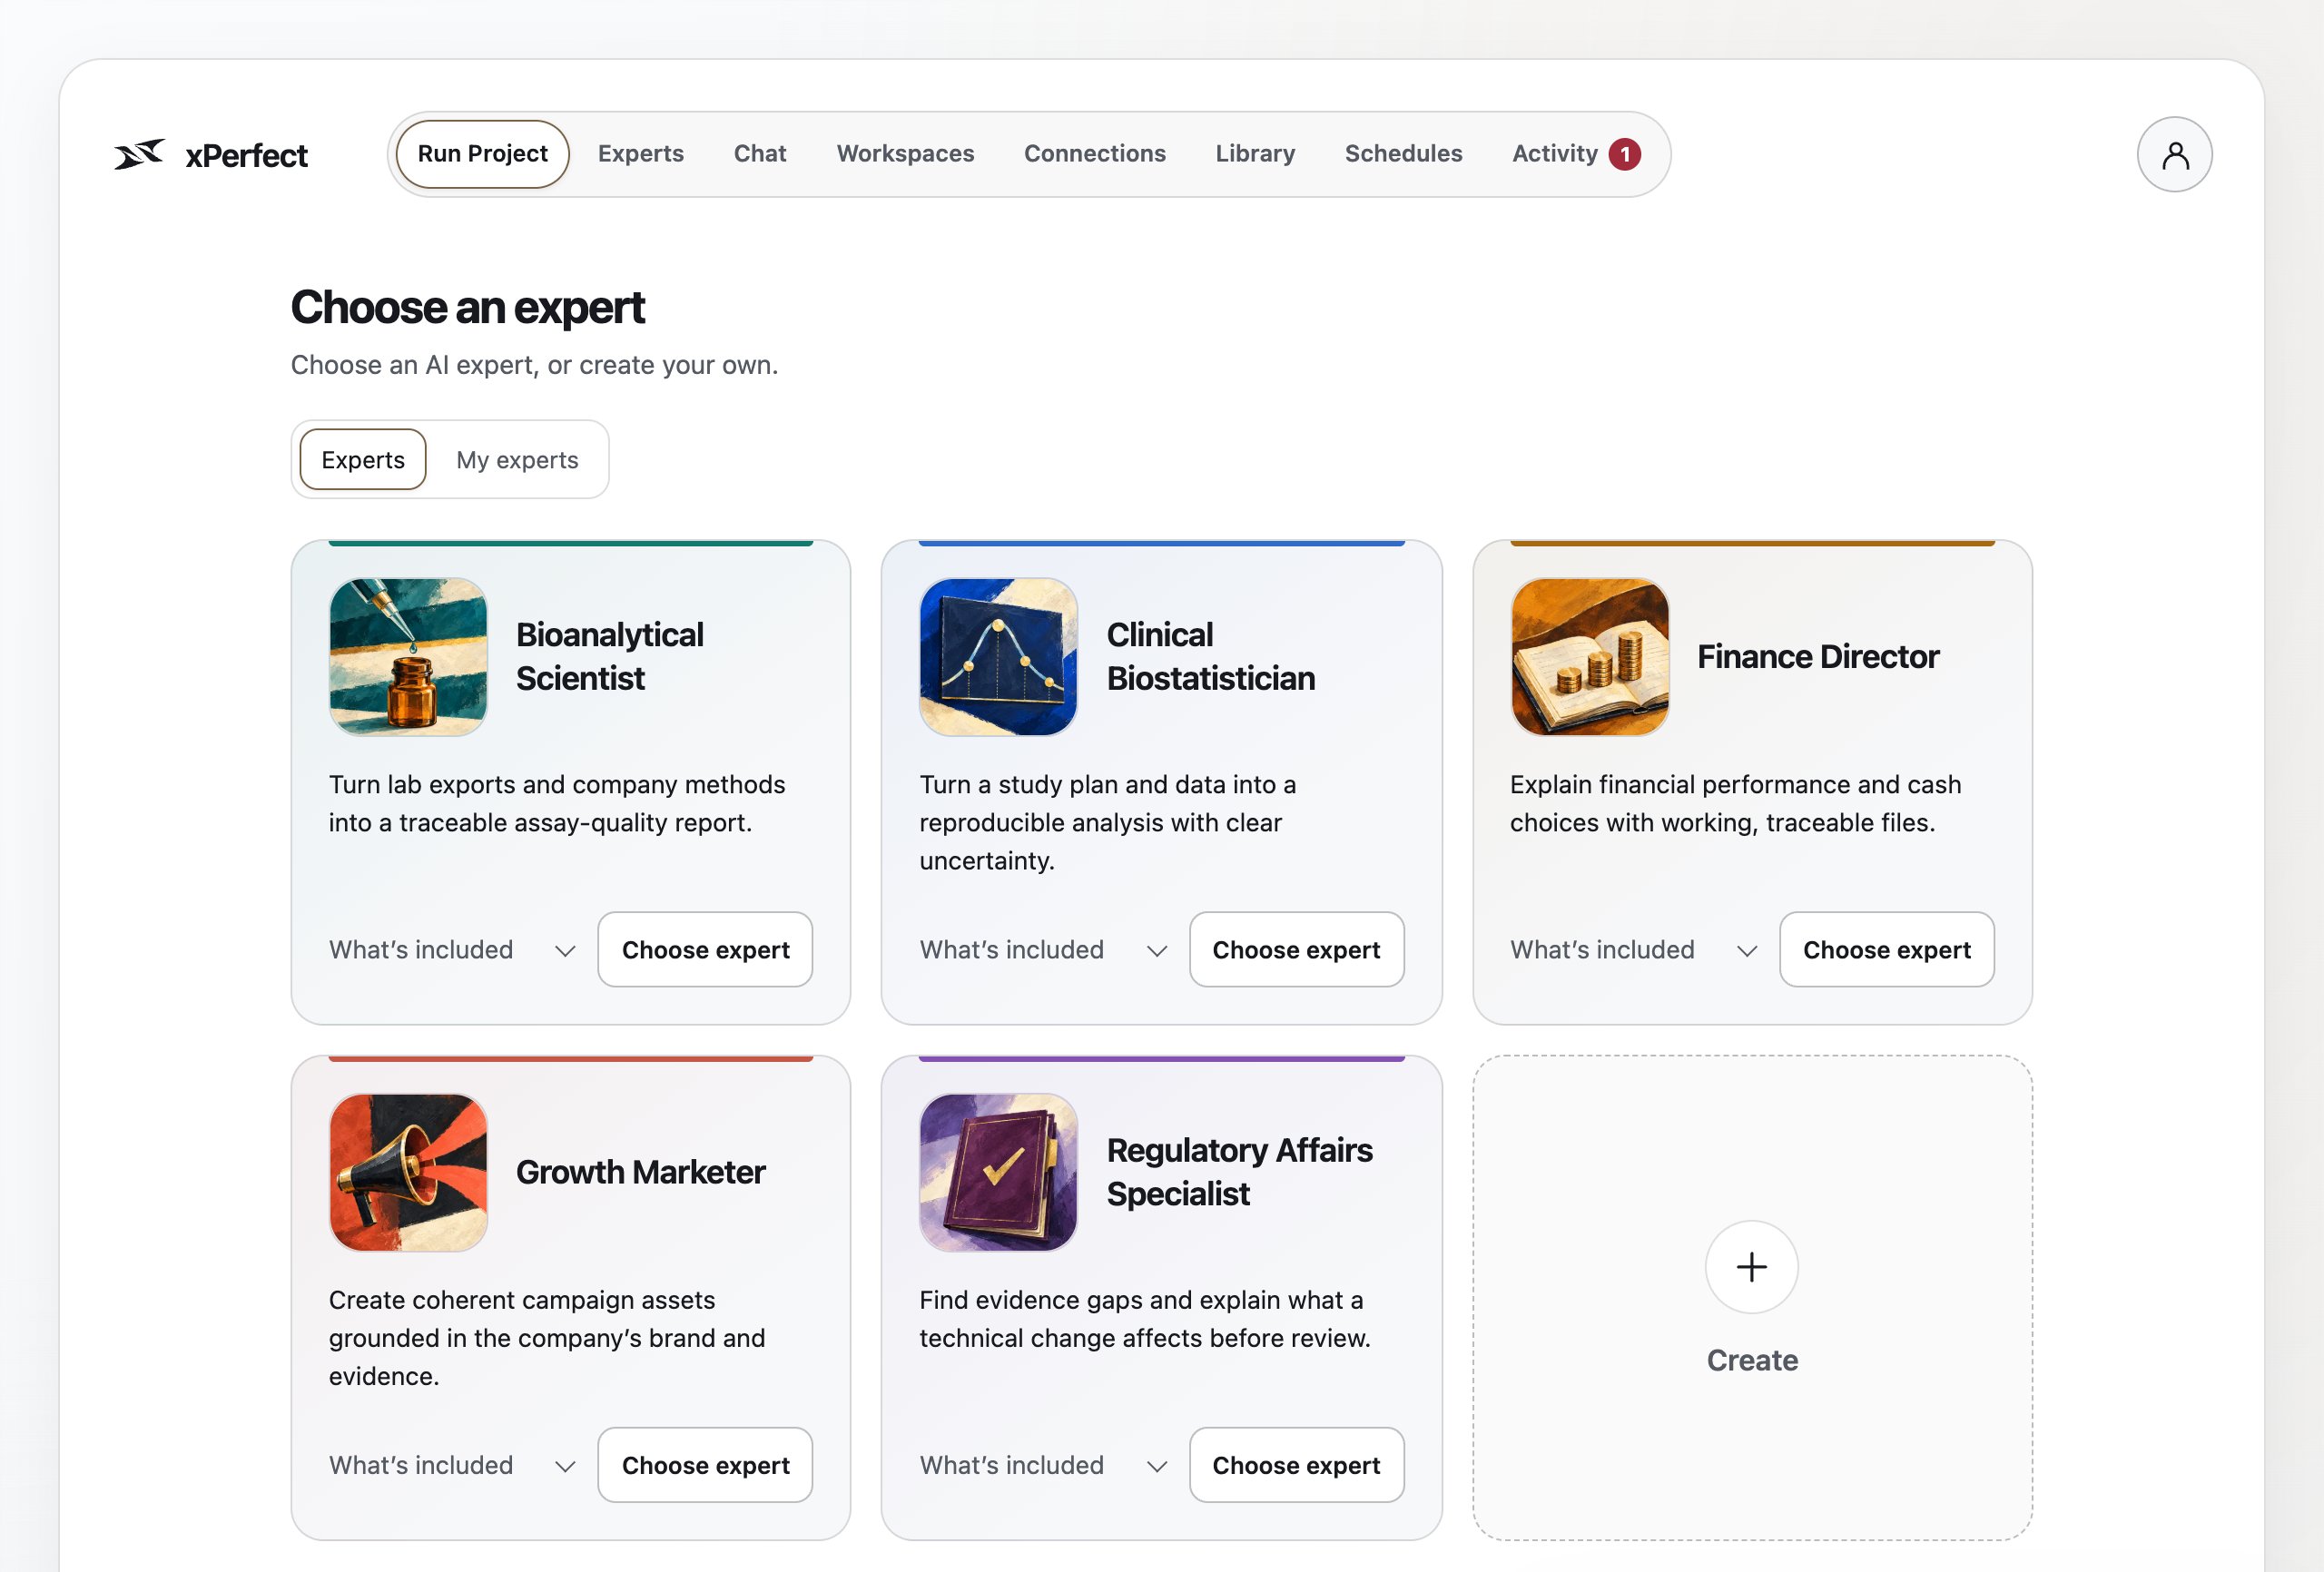 xPerfect
Run Project
Experts
Chat
Workspaces
Connections
Library
Schedules
Activity 1
Choose an expert
Choose an AI expert, or create your own.
Experts
My experts
Bioanalytical
Scientist
Turn lab exports and company methods
into a traceable assay-quality report.
What’s included
Choose expert
Clinical
Biostatistician
Turn a study plan and data into a
reproducible analysis with clear
uncertainty.
What’s included
Choose expert
Finance Director
Explain financial performance and cash
choices with working, traceable files.
What’s included
Choose expert
Growth Marketer
Create coherent campaign assets
grounded in the company’s brand and
evidence.
What’s included
Choose expert
Regulatory Affairs
Specialist
Find evidence gaps and explain what a
technical change affects before review.
What’s included
Choose expert
Create